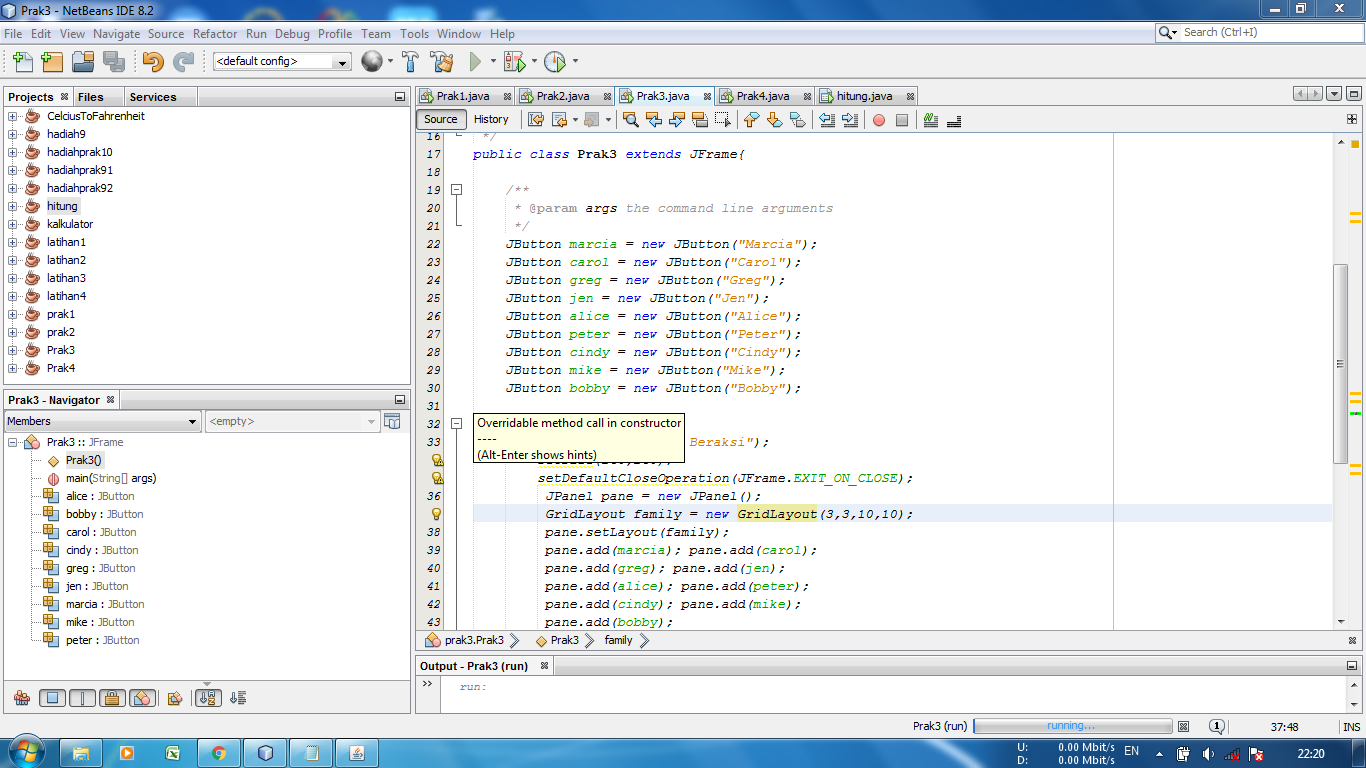 Prak3 - NetBeans IDE 8.2
File Edit View Navigate Source Refactor Run Debug Profile Team Tools Window Help
Search (Ctrl+I)
<default config>
Projects Files Services
CelciusToFahrenheit
hadiah9
hadiahprak10
hadiahprak91
hadiahprak92
hitung
kalkulator
latihan1
latihan2
latihan3
latihan4
prak1
prak2
Prak3
Prak4
Prak3 - Navigator
Members <empty>
Prak3 :: JFrame
Prak3()
main(String[] args)
alice : JButton
bobby : JButton
carol : JButton
cindy : JButton
greg : JButton
jen : JButton
marcia : JButton
mike : JButton
peter : JButton
Prak1.java Prak2.java Prak3.java Prak4.java hitung.java
Source History
16 */
17 public class Prak3 extends JFrame{
18
19 /**
20 * @param args the command line arguments
21 */
22 JButton marcia = new JButton("Marcia");
23 JButton carol = new JButton("Carol");
24 JButton greg = new JButton("Greg");
25 JButton jen = new JButton("Jen");
26 JButton alice = new JButton("Alice");
27 JButton peter = new JButton("Peter");
28 JButton cindy = new JButton("Cindy");
29 JButton mike = new JButton("Mike");
30 JButton bobby = new JButton("Bobby");
31
32
Overridable method call in constructor
----
(Alt-Enter shows hints)
33 Beraksi");
setDefaultCloseOperation(JFrame.EXIT_ON_CLOSE);
36 JPanel pane = new JPanel();
GridLayout family = new GridLayout(3,3,10,10);
38 pane.setLayout(family);
39 pane.add(marcia); pane.add(carol);
40 pane.add(greg); pane.add(jen);
41 pane.add(alice); pane.add(peter);
42 pane.add(cindy); pane.add(mike);
43 pane.add(bobby);
prak3.Prak3 Prak3 family
Output - Prak3 (run)
run:
Prak3 (run) running... 1 37:48 INS
U: 0.00 Mbit/s
D: 0.00 Mbit/s
EN
22:20